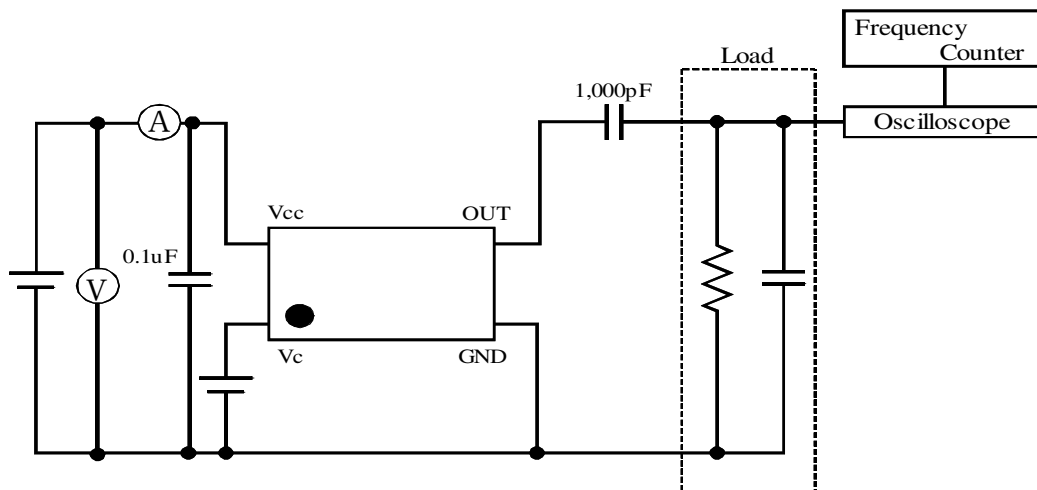 Frequency
Counter
Load
1,000pF
Oscilloscope
A
Vcc
OUT
0.1uF
V
Vc
GND